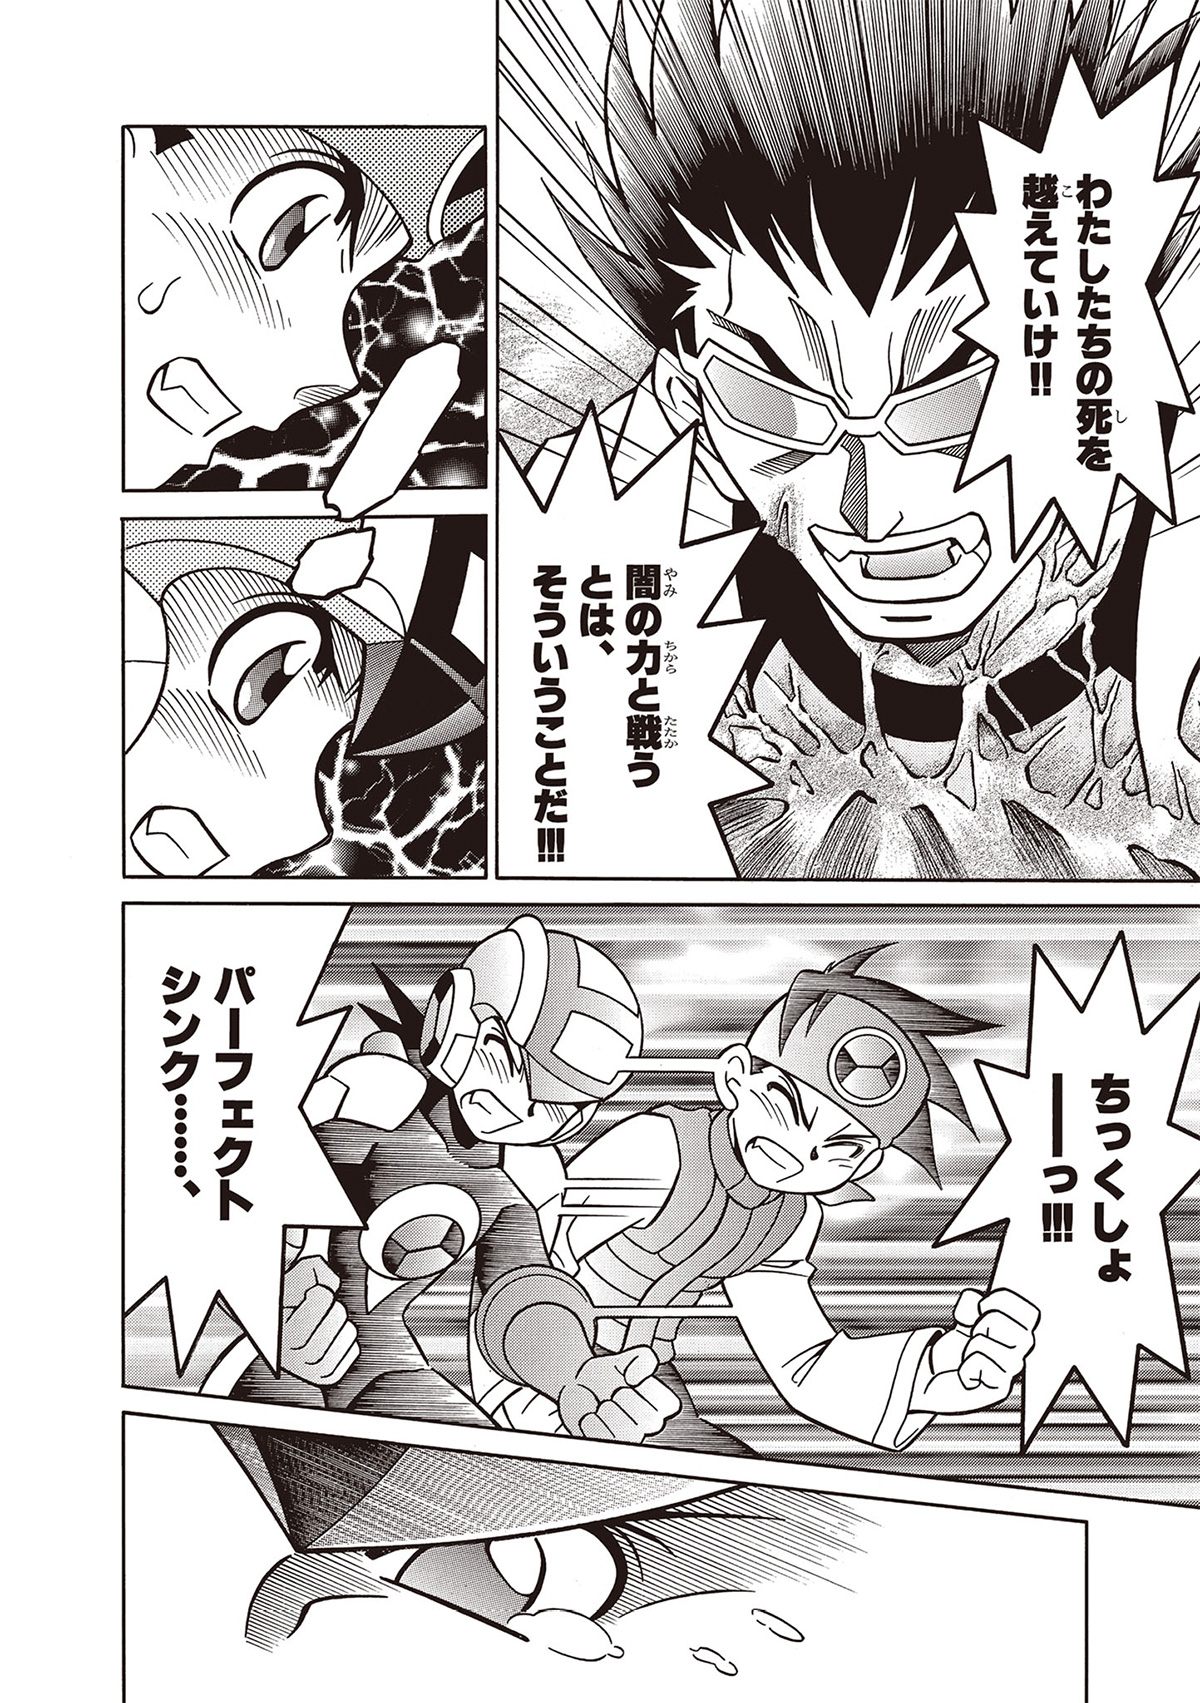 わたしたちの死を
越えていけ!!
闇の力と戦う
とは、
そういうことだ!!!
ちっくしょ
――っ!!!
パーフェクト
シンク………、